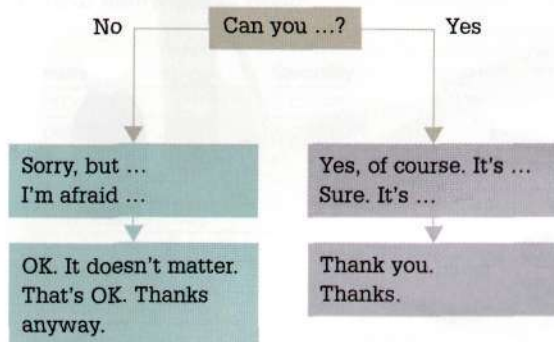 No
Can you ...?
Yes
Sorry, but ...
I'm afraid ...
Yes, of course. It's ...
Sure. It's ...
OK. It doesn't matter.
That's OK. Thanks
anyway.
Thank you.
Thanks.